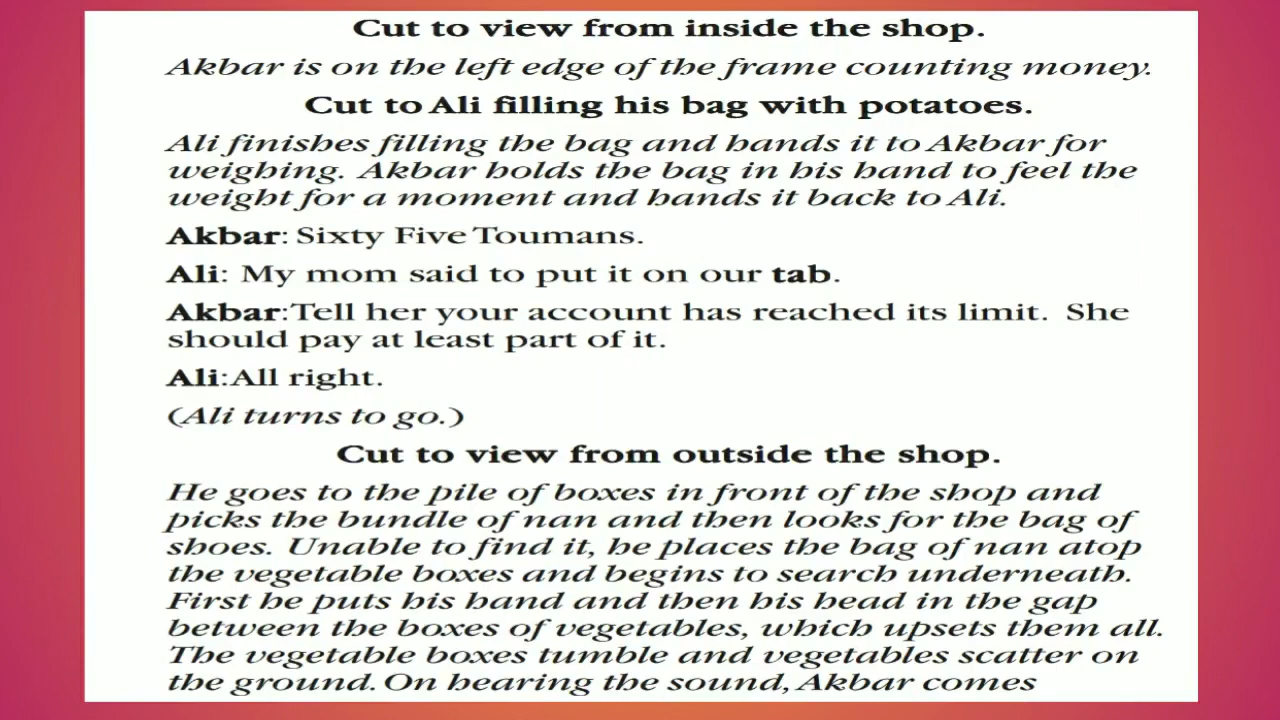 Cut to view from inside the shop.
Akbar is on the left edge of the frame counting money.
Cut to Ali filling his bag with potatoes.
Ali finishes filling the bag and hands it to Akbar for
weighing. Akbar holds the bag in his hand to feel the
weight for a moment and hands it back to Ali.
Akbar: Sixty Five Toumans.
Ali: My mom said to put it on our tab.
Akbar:Tell her your account has reached its limit. She
should pay at least part of it.
Ali:All right.
(Ali turns to go.)
Cut to view from outside the shop.
He goes to the pile of boxes in front of the shop and
picks the bundle of nan and then looks for the bag of
shoes. Unable to find it, he places the bag of nan atop
the vegetable boxes and begins to search underneath.
First he puts his hand and then his head in the gap
between the boxes of vegetables, which upsets them all.
The vegetable boxes tumble and vegetables scatter on
the ground. On hearing the sound, Akbar comes